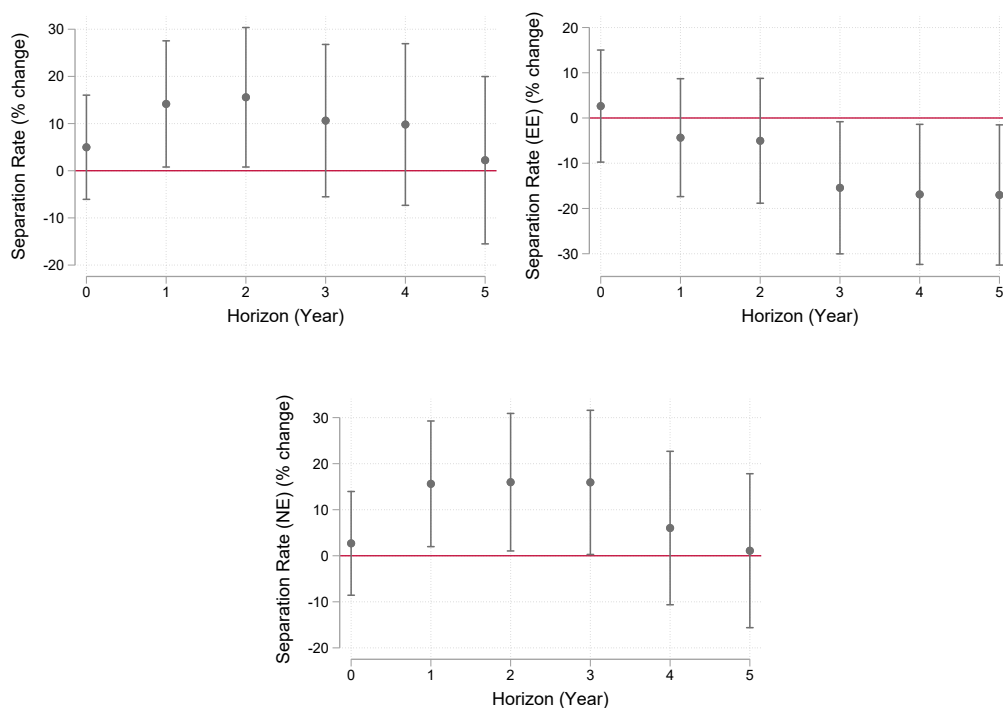 Separation Rate (% change)
30
20
10
0
-10
-20
0 1 2 3 4 5
Horizon (Year)
Separation Rate (EE) (% change)
20
10
0
-10
-20
-30
0 1 2 3 4 5
Horizon (Year)
Separation Rate (NE) (% change)
30
20
10
0
-10
-20
0 1 2 3 4 5
Horizon (Year)